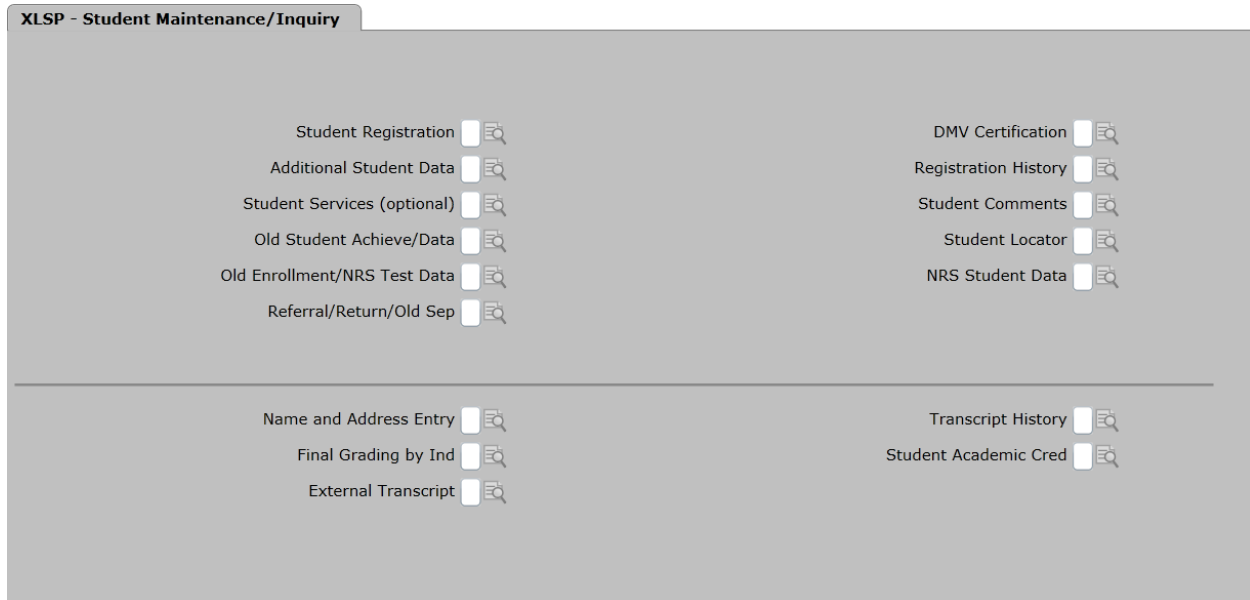 XLSP - Student Maintenance/Inquiry
Student Registration
Additional Student Data
Student Services (optional)
Old Student Achieve/Data
Old Enrollment/NRS Test Data
Referral/Return/Old Sep
DMV Certification
Registration History
Student Comments
Student Locator
NRS Student Data
Name and Address Entry
Final Grading by Ind
External Transcript
Transcript History
Student Academic Cred